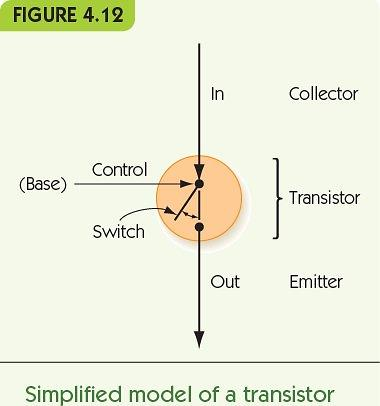 FIGURE 4.12
In
Collector
Control
(Base)
Transistor
Switch
Out
Emitter
Simplified model of a transistor